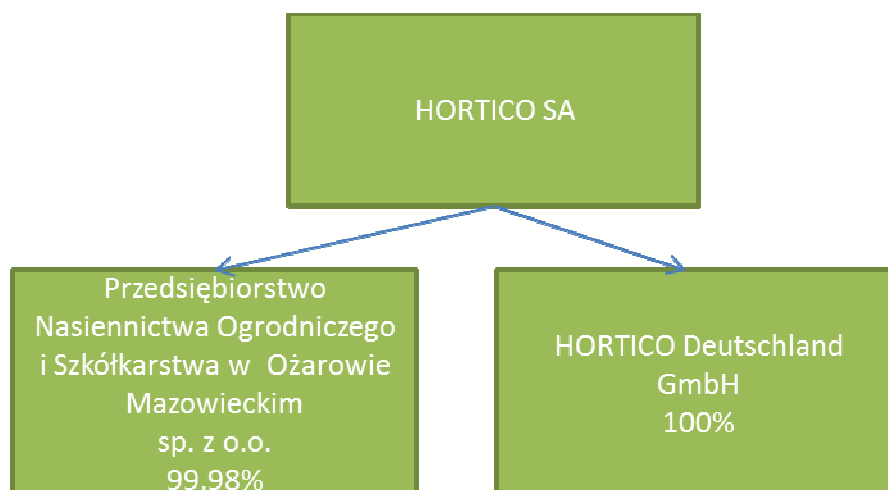 HORTICO SA
Przedsiębiorstwo
Nasiennictwa Ogrodniczego
i Szkółkarstwa w Ożarowie
Mazowieckim
sp. z o.o.
99,98%
HORTICO Deutschland
GmbH
100%